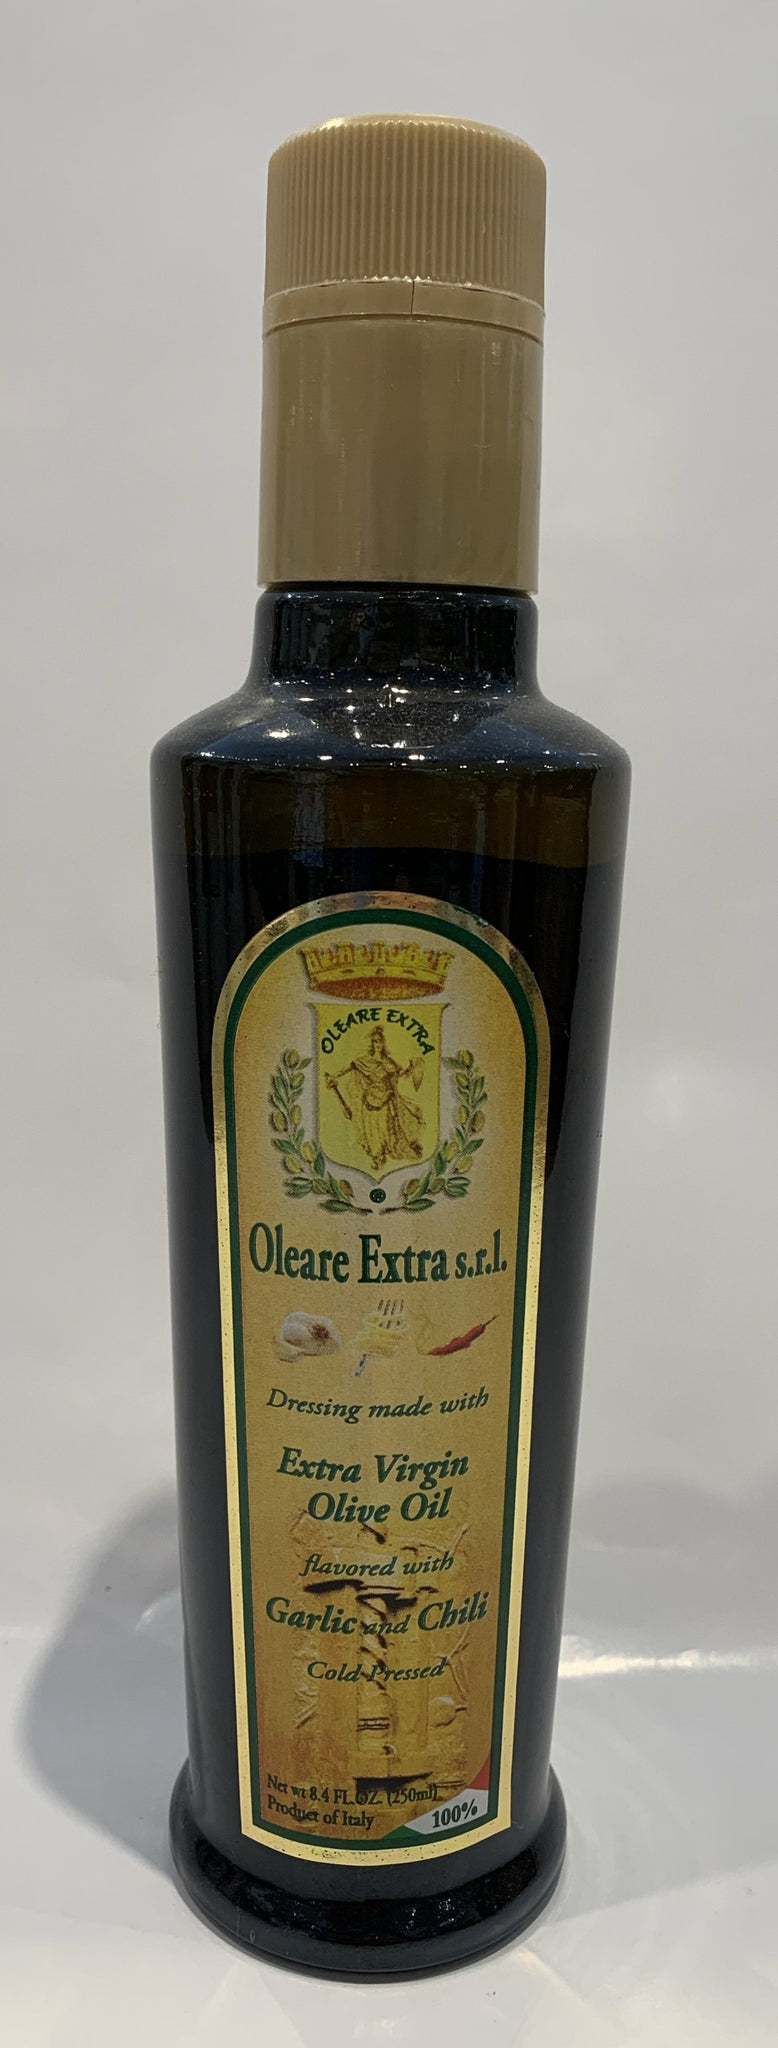 OLEARE EXTRA
Oleare Extra s.r.l.
Dressing made with
Extra Virgin
Olive Oil
flavored with
Garlic and Chili
Cold Pressed
Net wt 8.4 FL.OZ. (250ml)
Product of Italy
100%